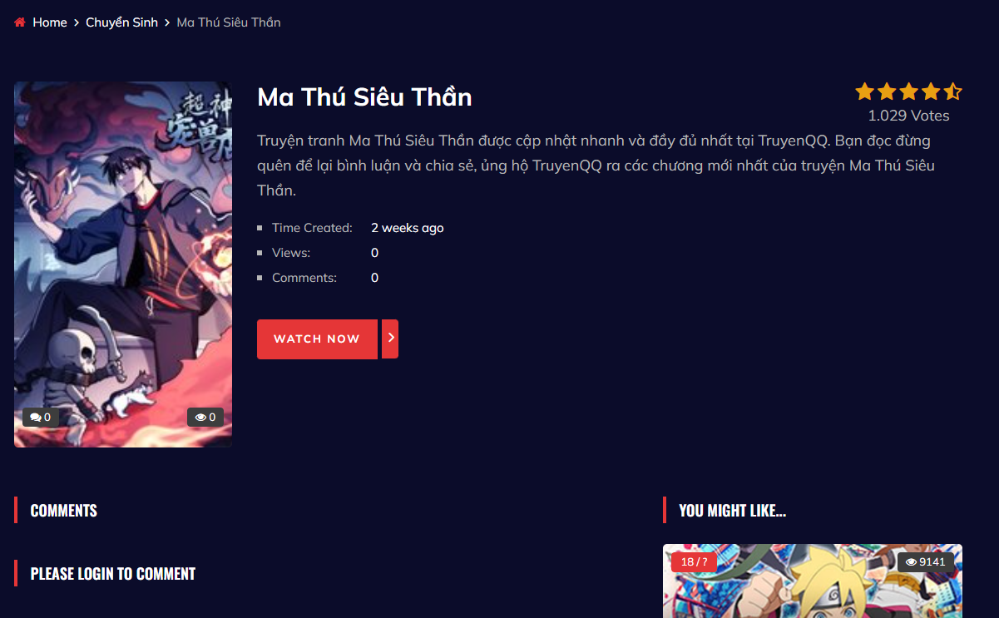 Home > Chuyển Sinh > Ma Thú Siêu Thần
超神
宠兽
Ma Thú Siêu Thần
1.029 Votes
Truyện tranh Ma Thú Siêu Thần được cập nhật nhanh và đầy đủ nhất tại TruyenQQ. Bạn đọc đừng
quên để lại bình luận và chia sẻ, ủng hộ TruyenQQ ra các chương mới nhất của truyện Ma Thú Siêu
Thần.
Time Created: 2 weeks ago
Views: 0
Comments: 0
WATCH NOW
0 0
COMMENTS
YOU MIGHT LIKE...
PLEASE LOGIN TO COMMENT
18 / ? 9141